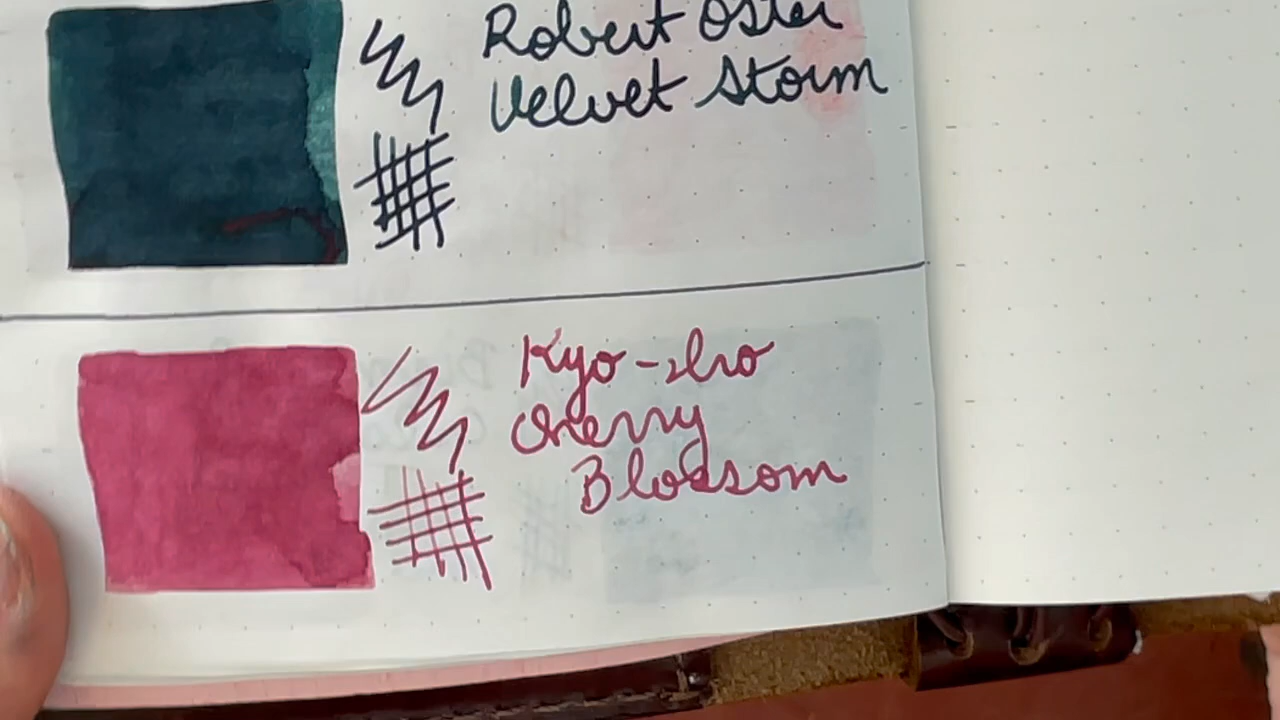 Robert Oster
Velvet Storm
Kyo-iro
Cherry
Blossom